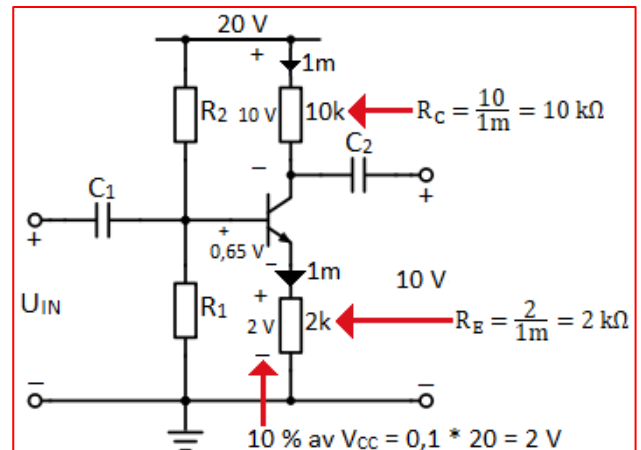 20 V
+
1m
R2
10 V
10k
RC = 10/1m = 10 kΩ
–
C2
C1
+
+
+
0,65 V
–
1m
10 V
UIN
R1
+
2 V
2k
RE = 2/1m = 2 kΩ
–
–
–
10 % av VCC = 0,1 * 20 = 2 V